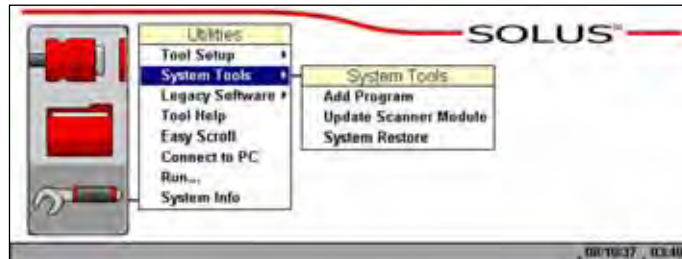 SOLUS™
Utilities
Tool Setup
System Tools
Legacy Software
Tool Help
Easy Scroll
Connect to PC
Run...
System Info
System Tools
Add Program
Update Scanner Module
System Restore